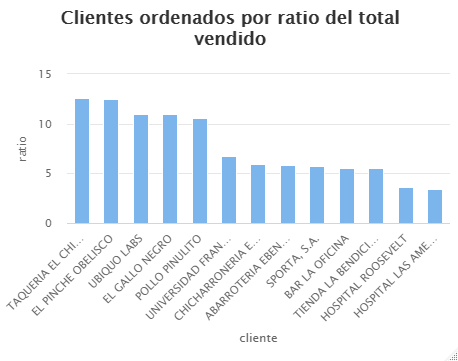 Clientes ordenados por ratio del total
vendido
15
10
5
0
ratio
TAQUERIA EL CHI...
EL PINCHE OBELISCO
UBIQUO LABS
EL GALLO NEGRO
POLLO PINULITO
UNIVERSIDAD FRAN...
CHICHARRONERIA E...
ABARROTERIA EBEN...
SPORTA, S.A.
BAR LA OFICINA
TIENDA LA BENDICI...
HOSPITAL ROOSEVELT
HOSPITAL LAS AME...
cliente